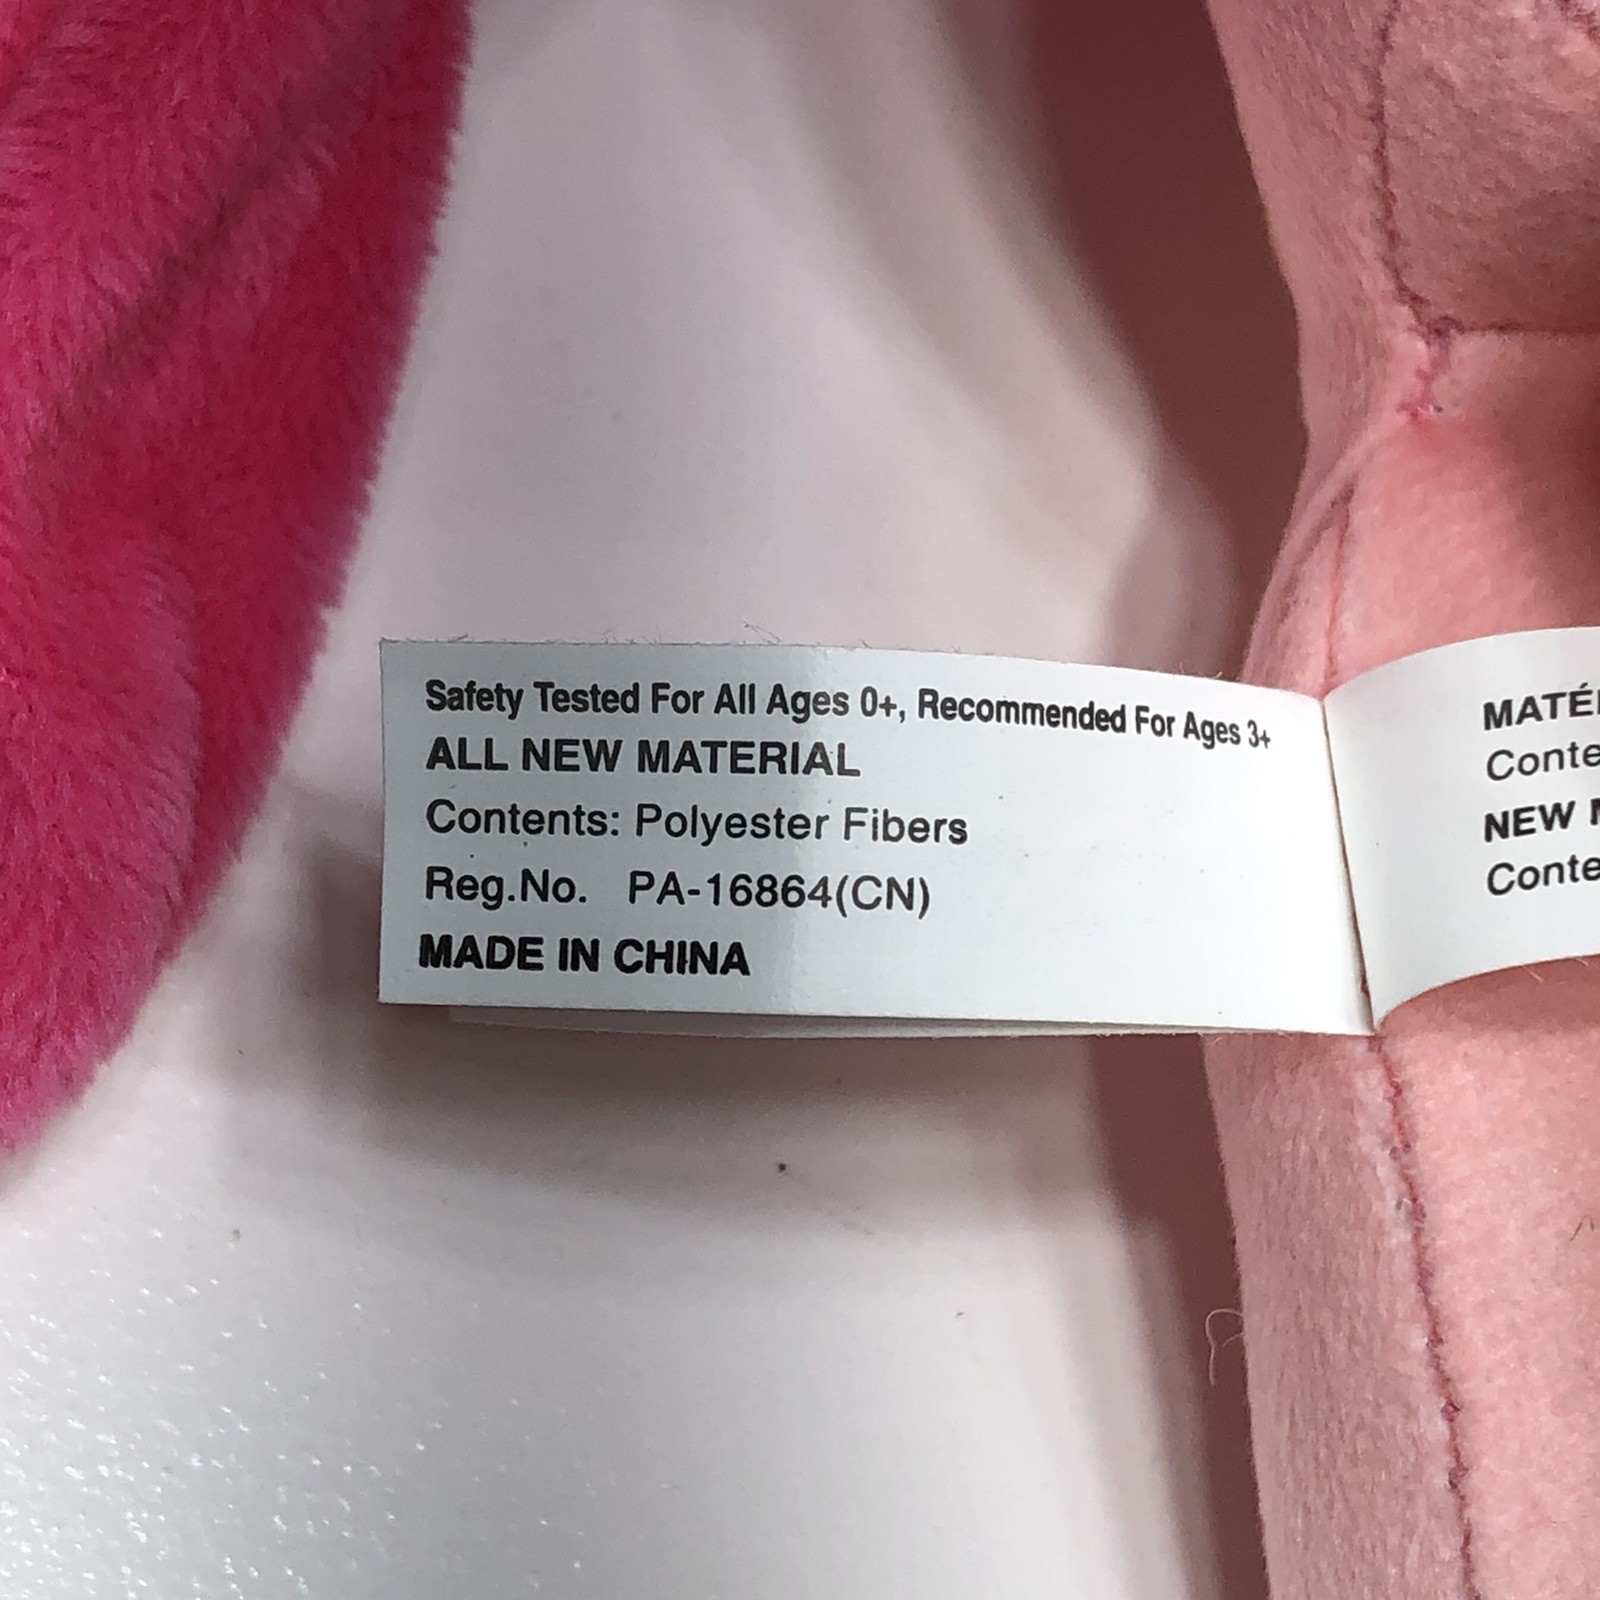 Safety Tested For All Ages 0+, Recommended For Ages 3+
ALL NEW MATERIAL
Contents: Polyester Fibers
Reg.No. PA-16864(CN)
MADE IN CHINA
NEW